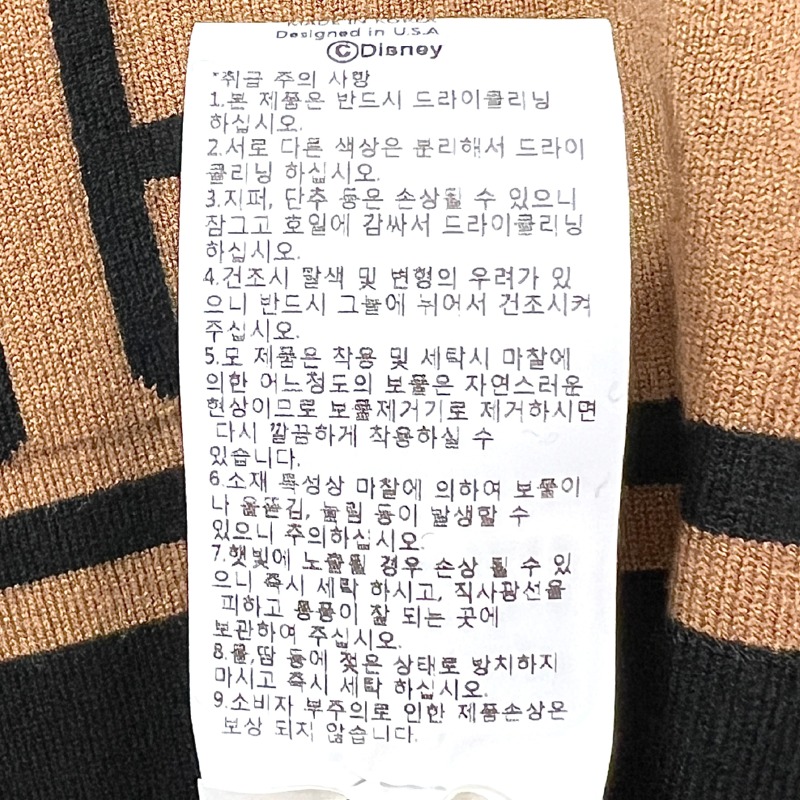 MADE IN KOREA
Designed in U.S.A
©Disney
*취급 주의 사항
1.본 제품은 반드시 드라이클리닝
하십시오.
2.서로 다른 색상은 분리해서 드라이
클리닝 하십시오.
3.지퍼, 단추 등은 손상될 수 있으니
잠그고 호일에 감싸서 드라이클리닝
하십시오.
4.건조시 탈색 및 변형의 우려가 있
으니 반드시 그늘에 뉘어서 건조시켜
주십시오.
5.모 제품은 착용 및 세탁시 마찰에
의한 어느정도의 보풀은 자연스러운
현상이므로 보풀제거기로 제거하시면
다시 깔끔하게 착용하실 수
있습니다.
6.소재 특성상 마찰에 의하여 보풀이
나 올뜯김, 눌림 등이 발생할 수
있으니 주의하십시오.
7.햇빛에 노출될 경우 손상 될 수 있
으니 즉시 세탁 하시고, 직사광선을
피하고 통풍이 잘 되는 곳에
보관하여 주십시오.
8.물,땀 등에 젖은 상태로 방치하지
마시고 즉시 세탁 하십시오.
9.소비자 부주의로 인한 제품손상은
보상 되지 않습니다.